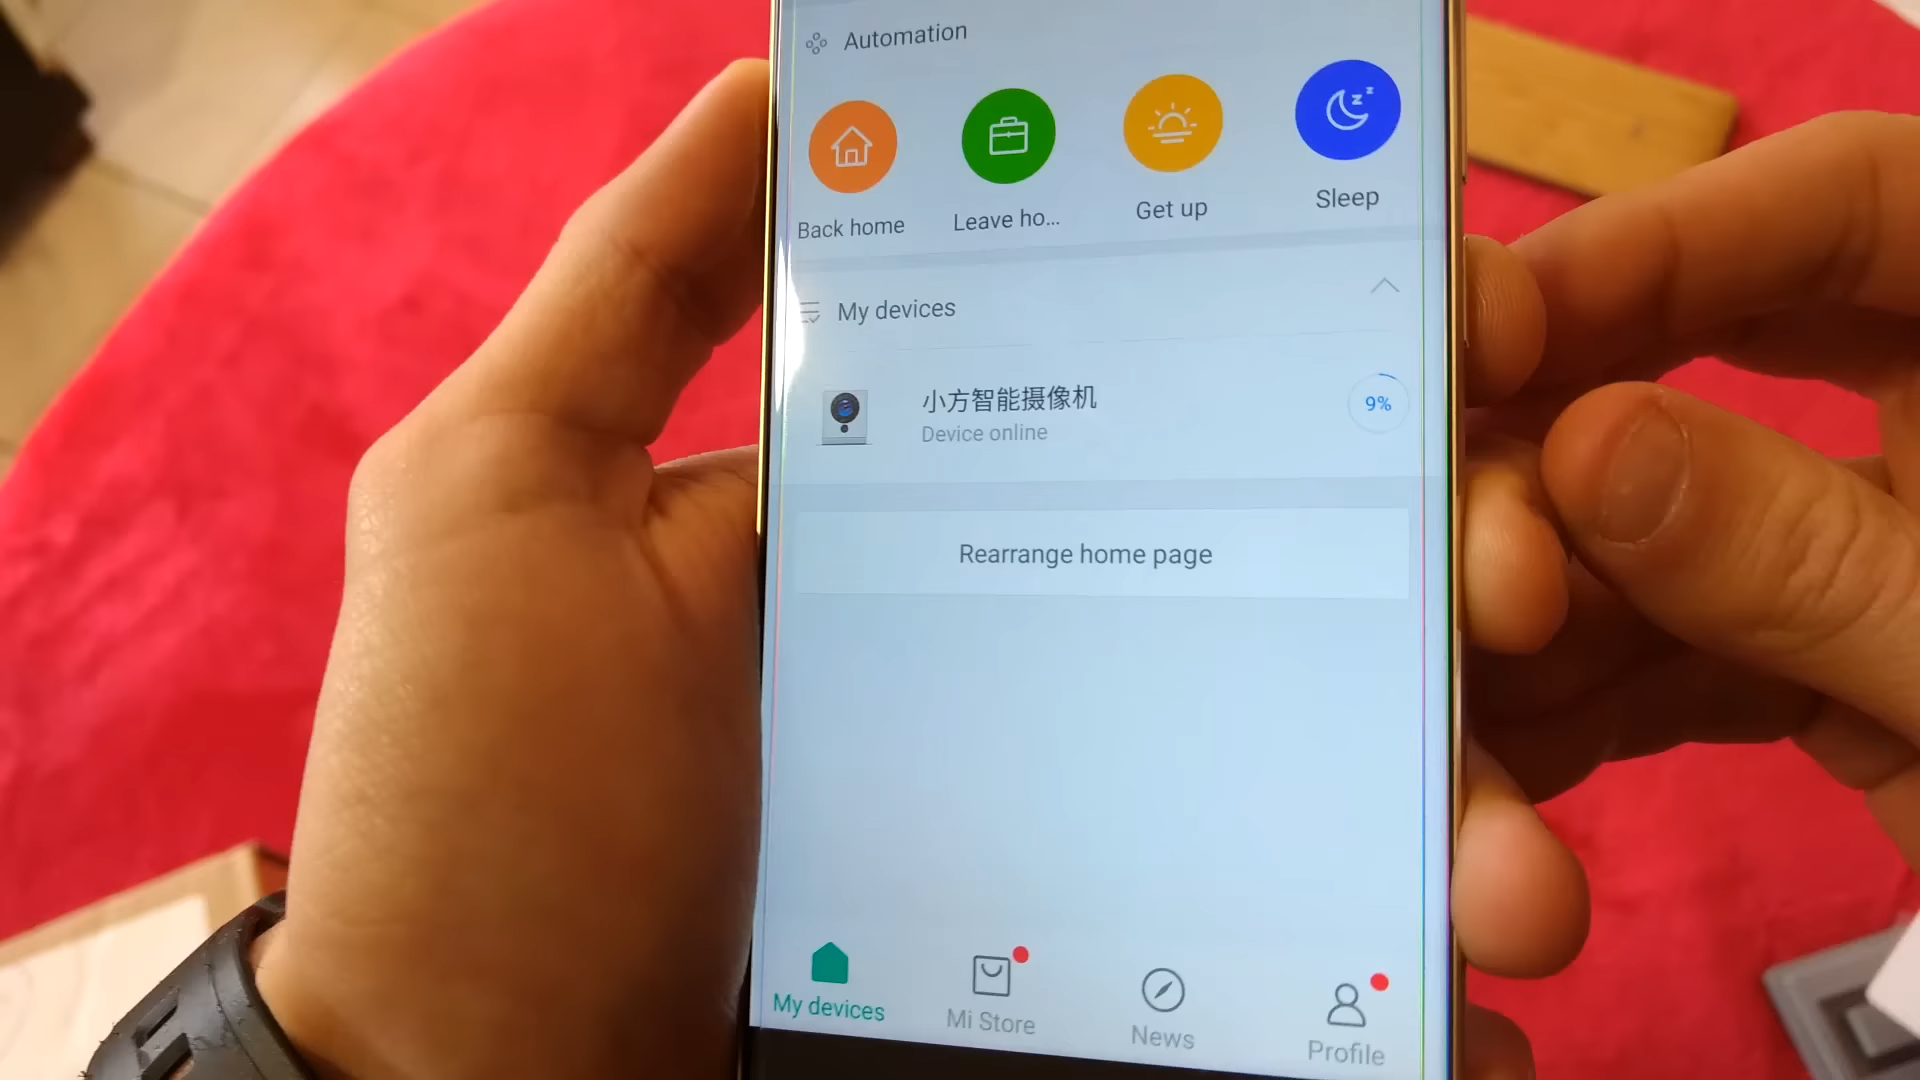 Automation
Back home
Leave ho...
Get up
Sleep
My devices
小方智能摄像机
Device online
9%
Rearrange home page
My devices
Mi Store
News
Profile